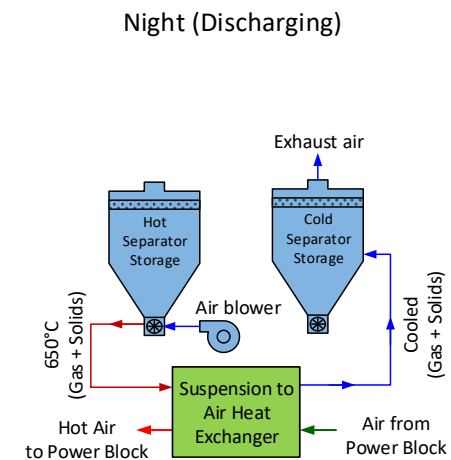 Night (Discharging)
Exhaust air
Hot
Separator
Storage
Cold
Separator
Storage
Air blower
650°C
(Gas + Solids)
Cooled
(Gas + Solids)
Suspension to
Air Heat
Exchanger
Hot Air
to Power Block
Air from
Power Block